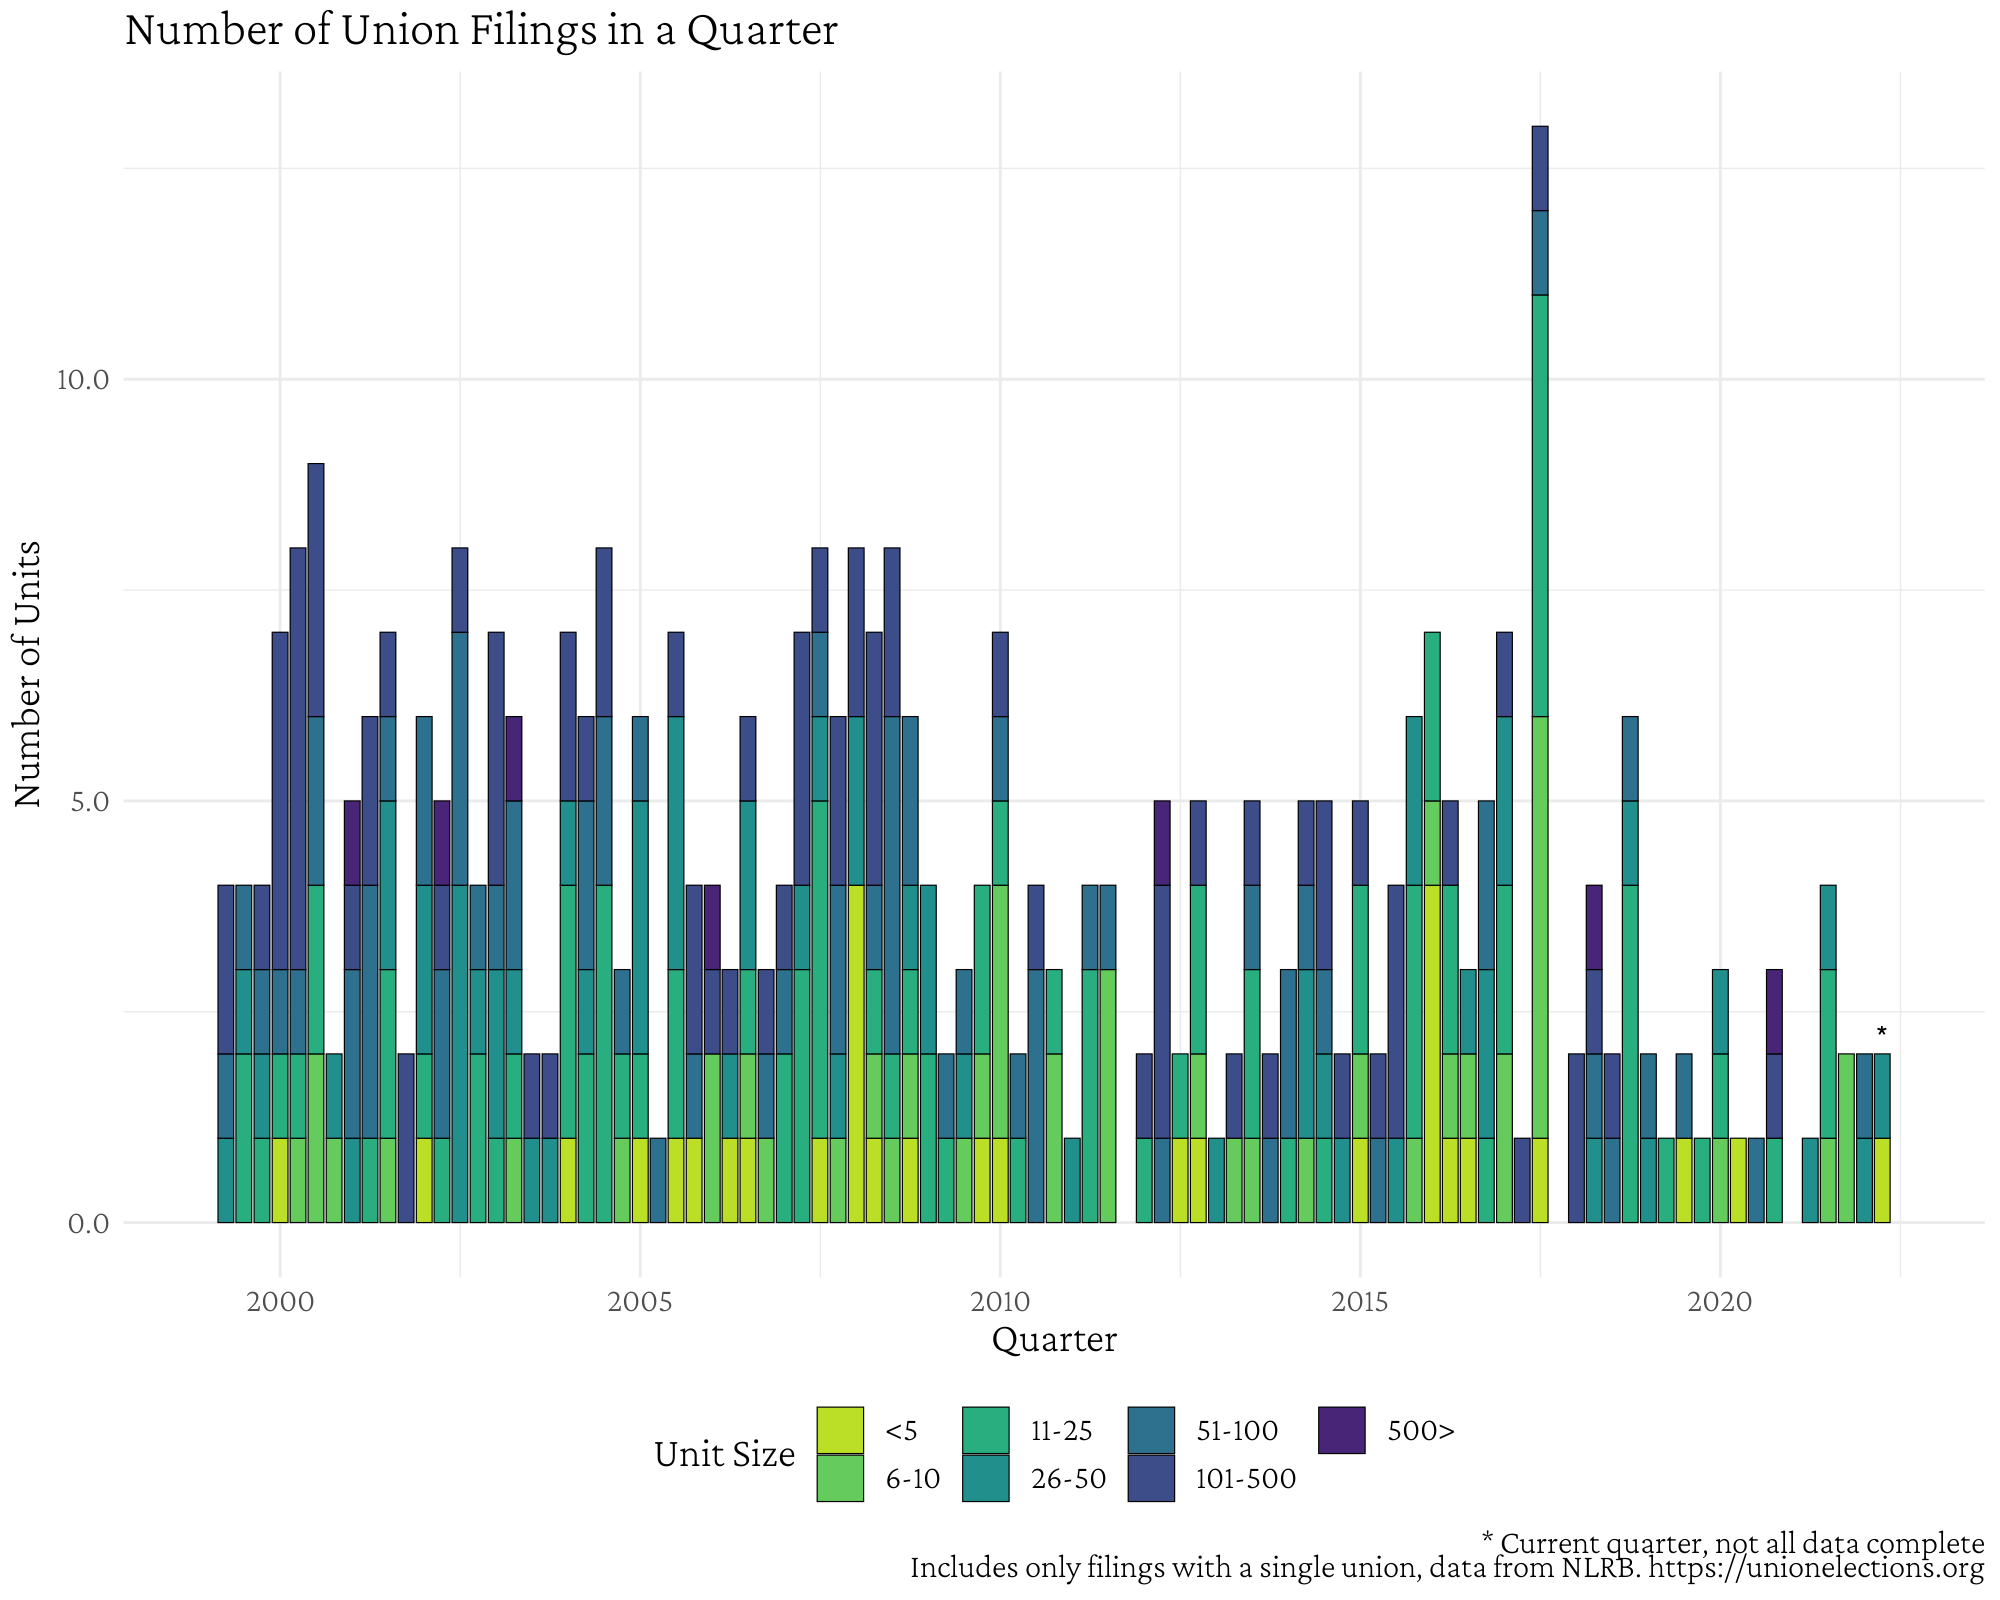 Number of Union Filings in a Quarter
Number of Units
10.0
5.0
0.0
*
2000 2005 2010 2015 2020
Quarter
Unit Size
<5 11-25 51-100 500>
6-10 26-50 101-500
* Current quarter, not all data complete
Includes only filings with a single union, data from NLRB. https://unionelections.org